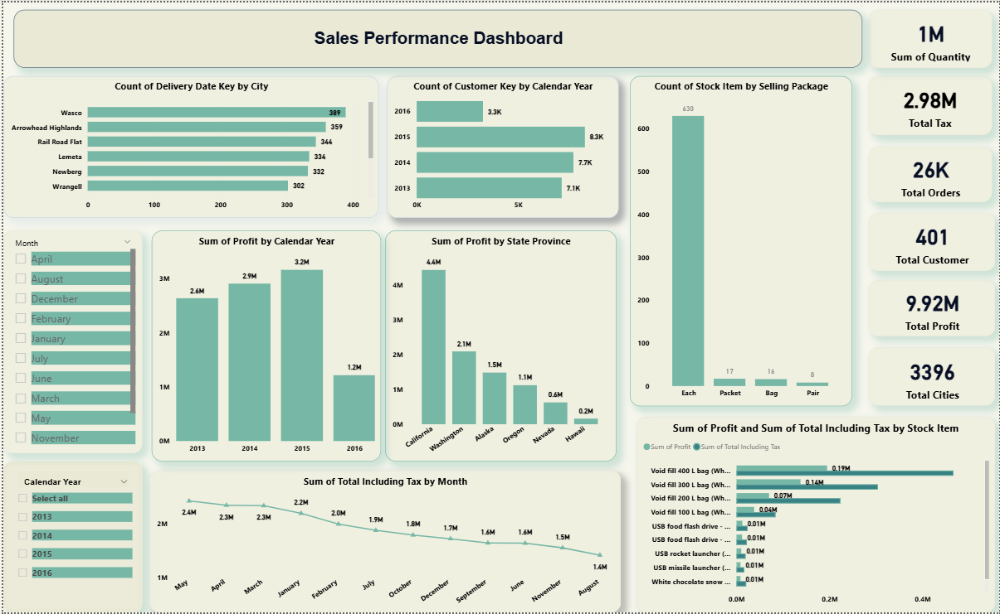 Sales Performance Dashboard
1M
Sum of Quantity
Count of Delivery Date Key by City
Wasco
389
Arrowhead Highlands
359
Rail Road Flat
344
Lemeta
334
Newberg
332
Wrangell
302
0 100 200 300 400
Count of Customer Key by Calendar Year
2016
3.3K
2015
8.3K
2014
7.7K
2013
7.1K
0K 5K
Count of Stock Item by Selling Package
600
500
400
300
200
100
0
630
17
16
8
Each Packet Bag Pair
2.98M
Total Tax
26K
Total Orders
401
Total Customer
9.92M
Total Profit
3396
Total Cities
Month
April
August
December
February
January
July
June
March
May
November
Sum of Profit by Calendar Year
3M
2M
1M
0M
2.6M
2.9M
3.2M
1.2M
2013 2014 2015 2016
Sum of Profit by State Province
4M
3M
2M
1M
0M
4.4M
2.1M
1.5M
1.1M
0.6M
0.2M
California Washington Alaska Oregon Nevada Hawaii
Calendar Year
Select all
2013
2014
2015
2016
Sum of Total Including Tax by Month
2M
1M
2.4M
2.3M
2.3M
2.2M
2.0M
1.9M
1.8M
1.7M
1.6M
1.6M
1.5M
1.4M
May April March January February July October December September June November August
Sum of Profit and Sum of Total Including Tax by Stock Item
Sum of Profit Sum of Total Including Tax
Void fill 400 L bag (Wh...
0.19M
Void fill 300 L bag (Wh...
0.14M
Void fill 200 L bag (Wh...
0.07M
Void fill 100 L bag (Wh...
0.04M
USB food flash drive - ...
0.01M
USB food flash drive - ...
0.01M
USB rocket launcher (...
0.01M
USB missile launcher (...
0.01M
White chocolate snow ...
0.01M
0.0M 0.2M 0.4M